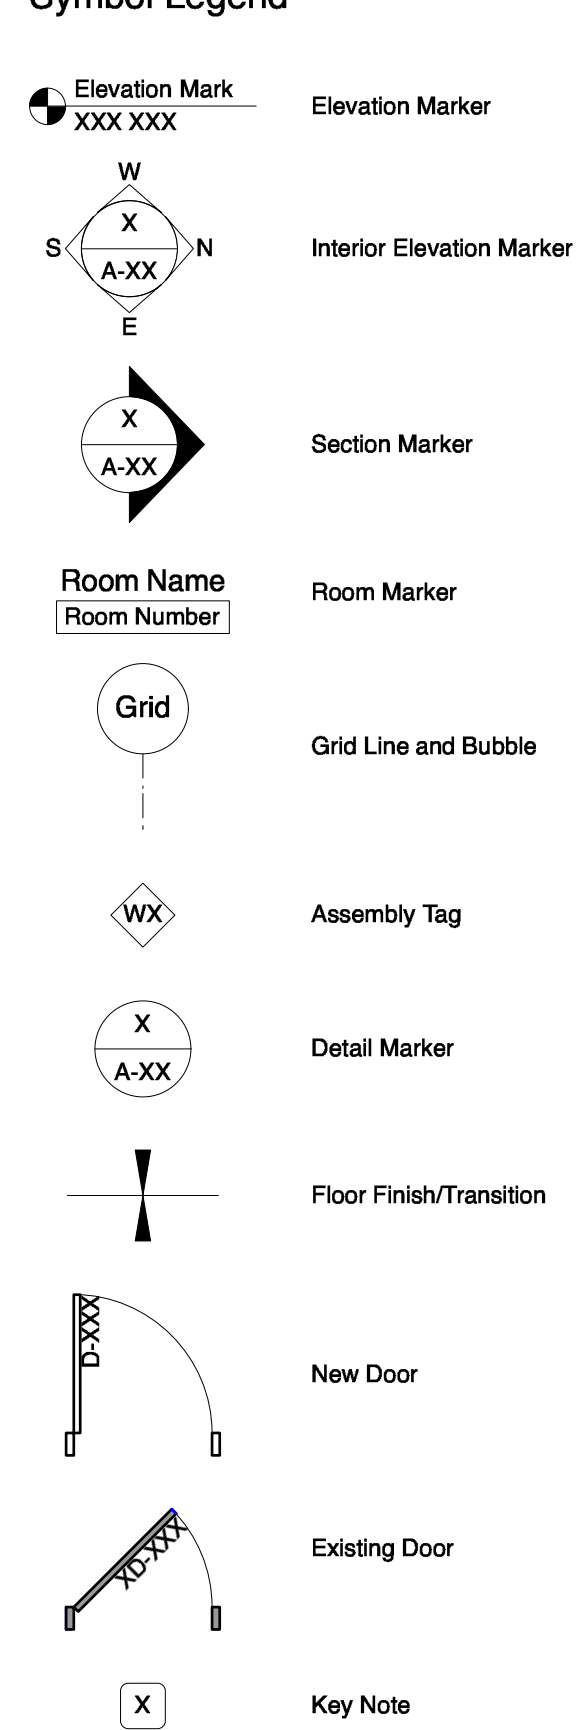 Symbol Legend
Elevation Mark
XXX XXX
Elevation Marker
W
S
X
N
A-XX
E
Interior Elevation Marker
X
A-XX
Section Marker
Room Name
Room Number
Room Marker
Grid
Grid Line and Bubble
WX
Assembly Tag
X
A-XX
Detail Marker
Floor Finish/Transition
D-XXX
New Door
XD-XXX
Existing Door
X
Key Note